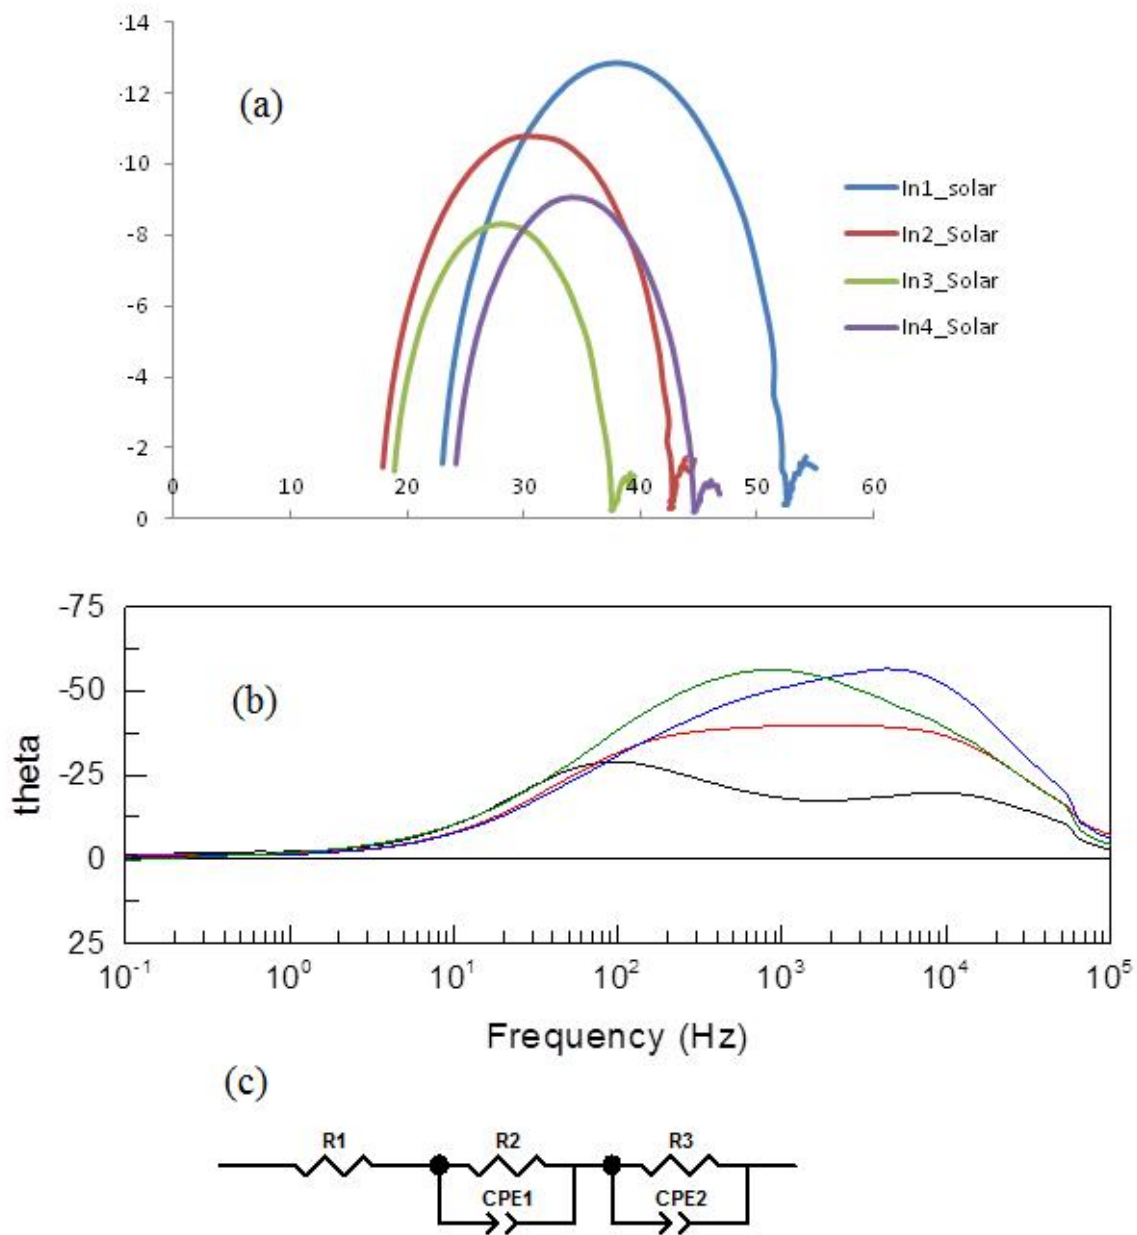 -14
-12
-10
-8
-6
-4
-2
0
0 10 20 30 40 50 60
(a)
In1_solar
In2_Solar
In3_Solar
In4_Solar
-75
-50
-25
0
25
theta
(b)
10⁻¹ 10⁰ 10¹ 10² 10³ 10⁴ 10⁵
Frequency (Hz)
(c)
R1 R2 R3
CPE1 CPE2